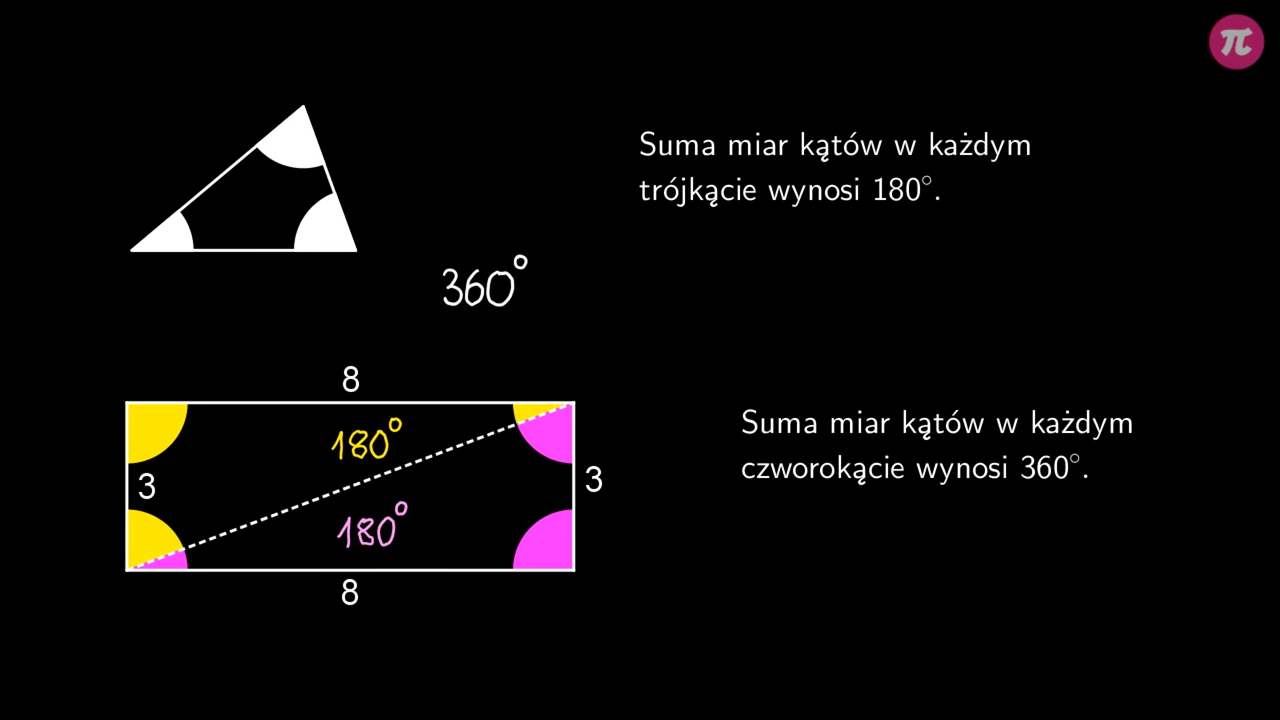 π
Suma miar kątów w każdym
trójkącie wynosi 180°.
360°
8
180°
3
3
180°
8
Suma miar kątów w każdym
czworokącie wynosi 360°.